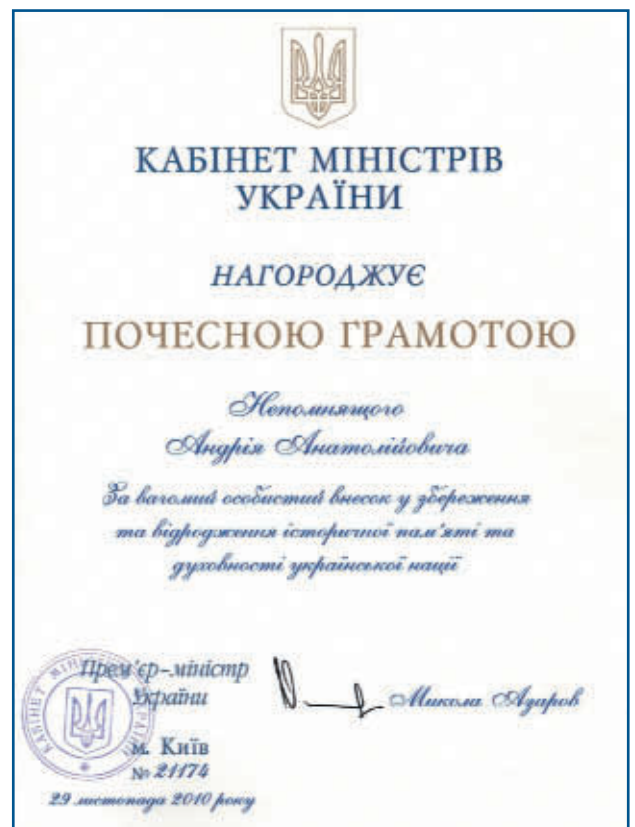 КАБІНЕТ МІНІСТРІВ
УКРАЇНИ
НАГОРОДЖУЄ
ПОЧЕСНОЮ ГРАМОТОЮ
Непомнящого
Андрія Анатолійовича
За вагомий особистий внесок у збереження
та відродження історичної пам'яті та
духовності української нації
Прем'єр-міністр
України
Микола Азаров
м. Київ
№ 21174
29 листопада 2010 року